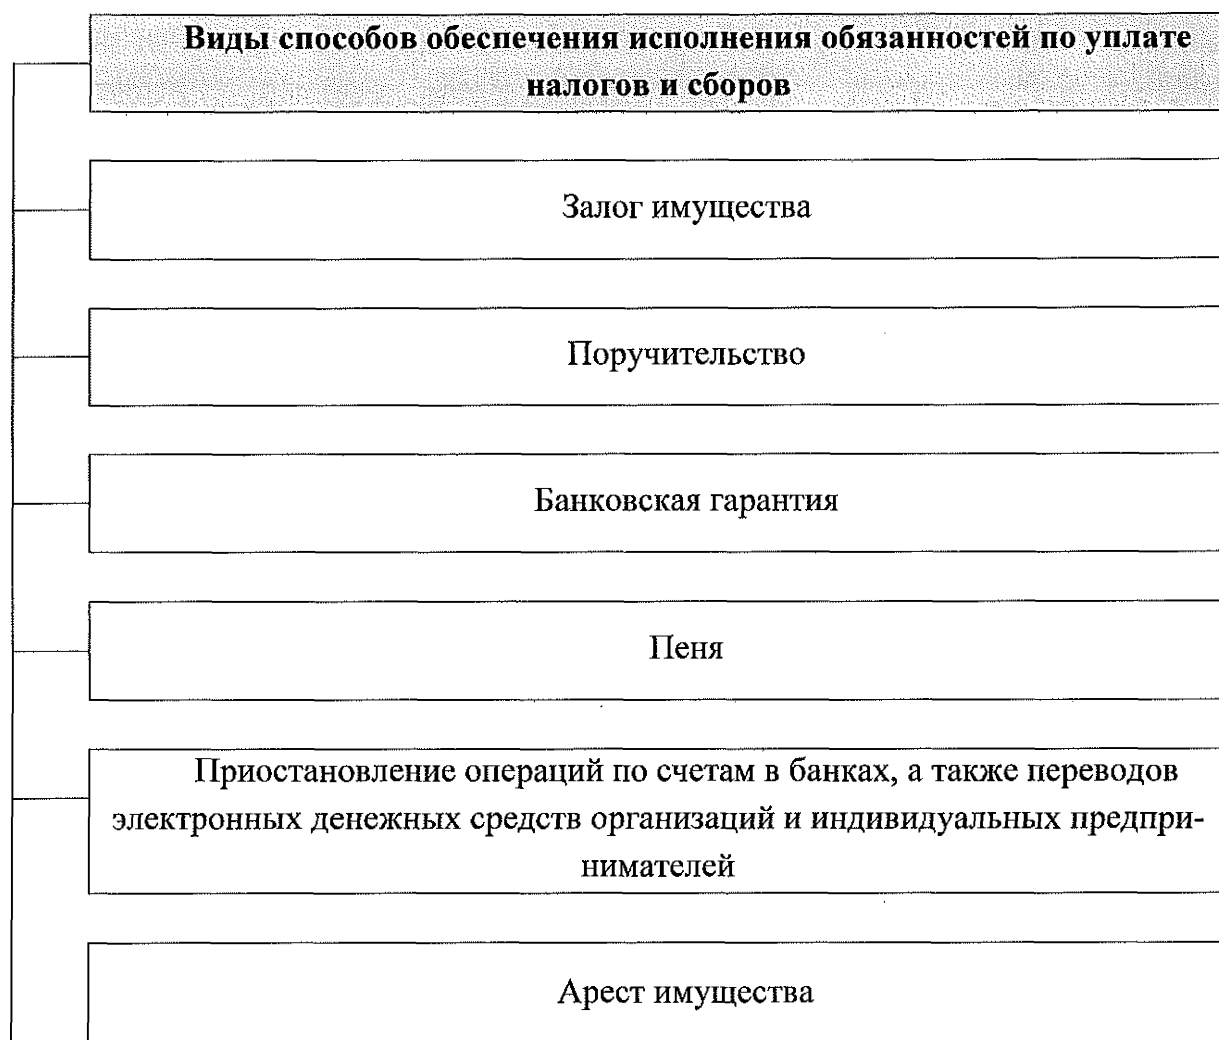 Виды способов обеспечения исполнения обязанностей по уплате
налогов и сборов
Залог имущества
Поручительство
Банковская гарантия
Пеня
Приостановление операций по счетам в банках, а также переводов
электронных денежных средств организаций и индивидуальных предпри-
нимателей
Арест имущества